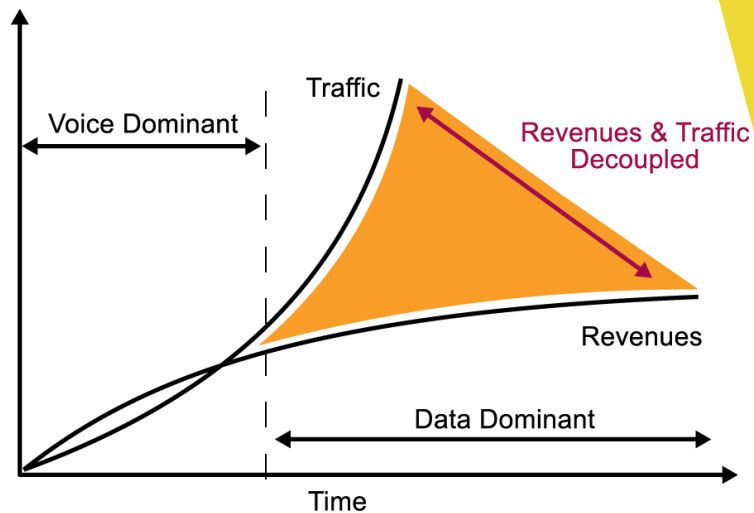 Traffic
Voice Dominant
Revenues & Traffic
Decoupled
Revenues
Data Dominant
Time